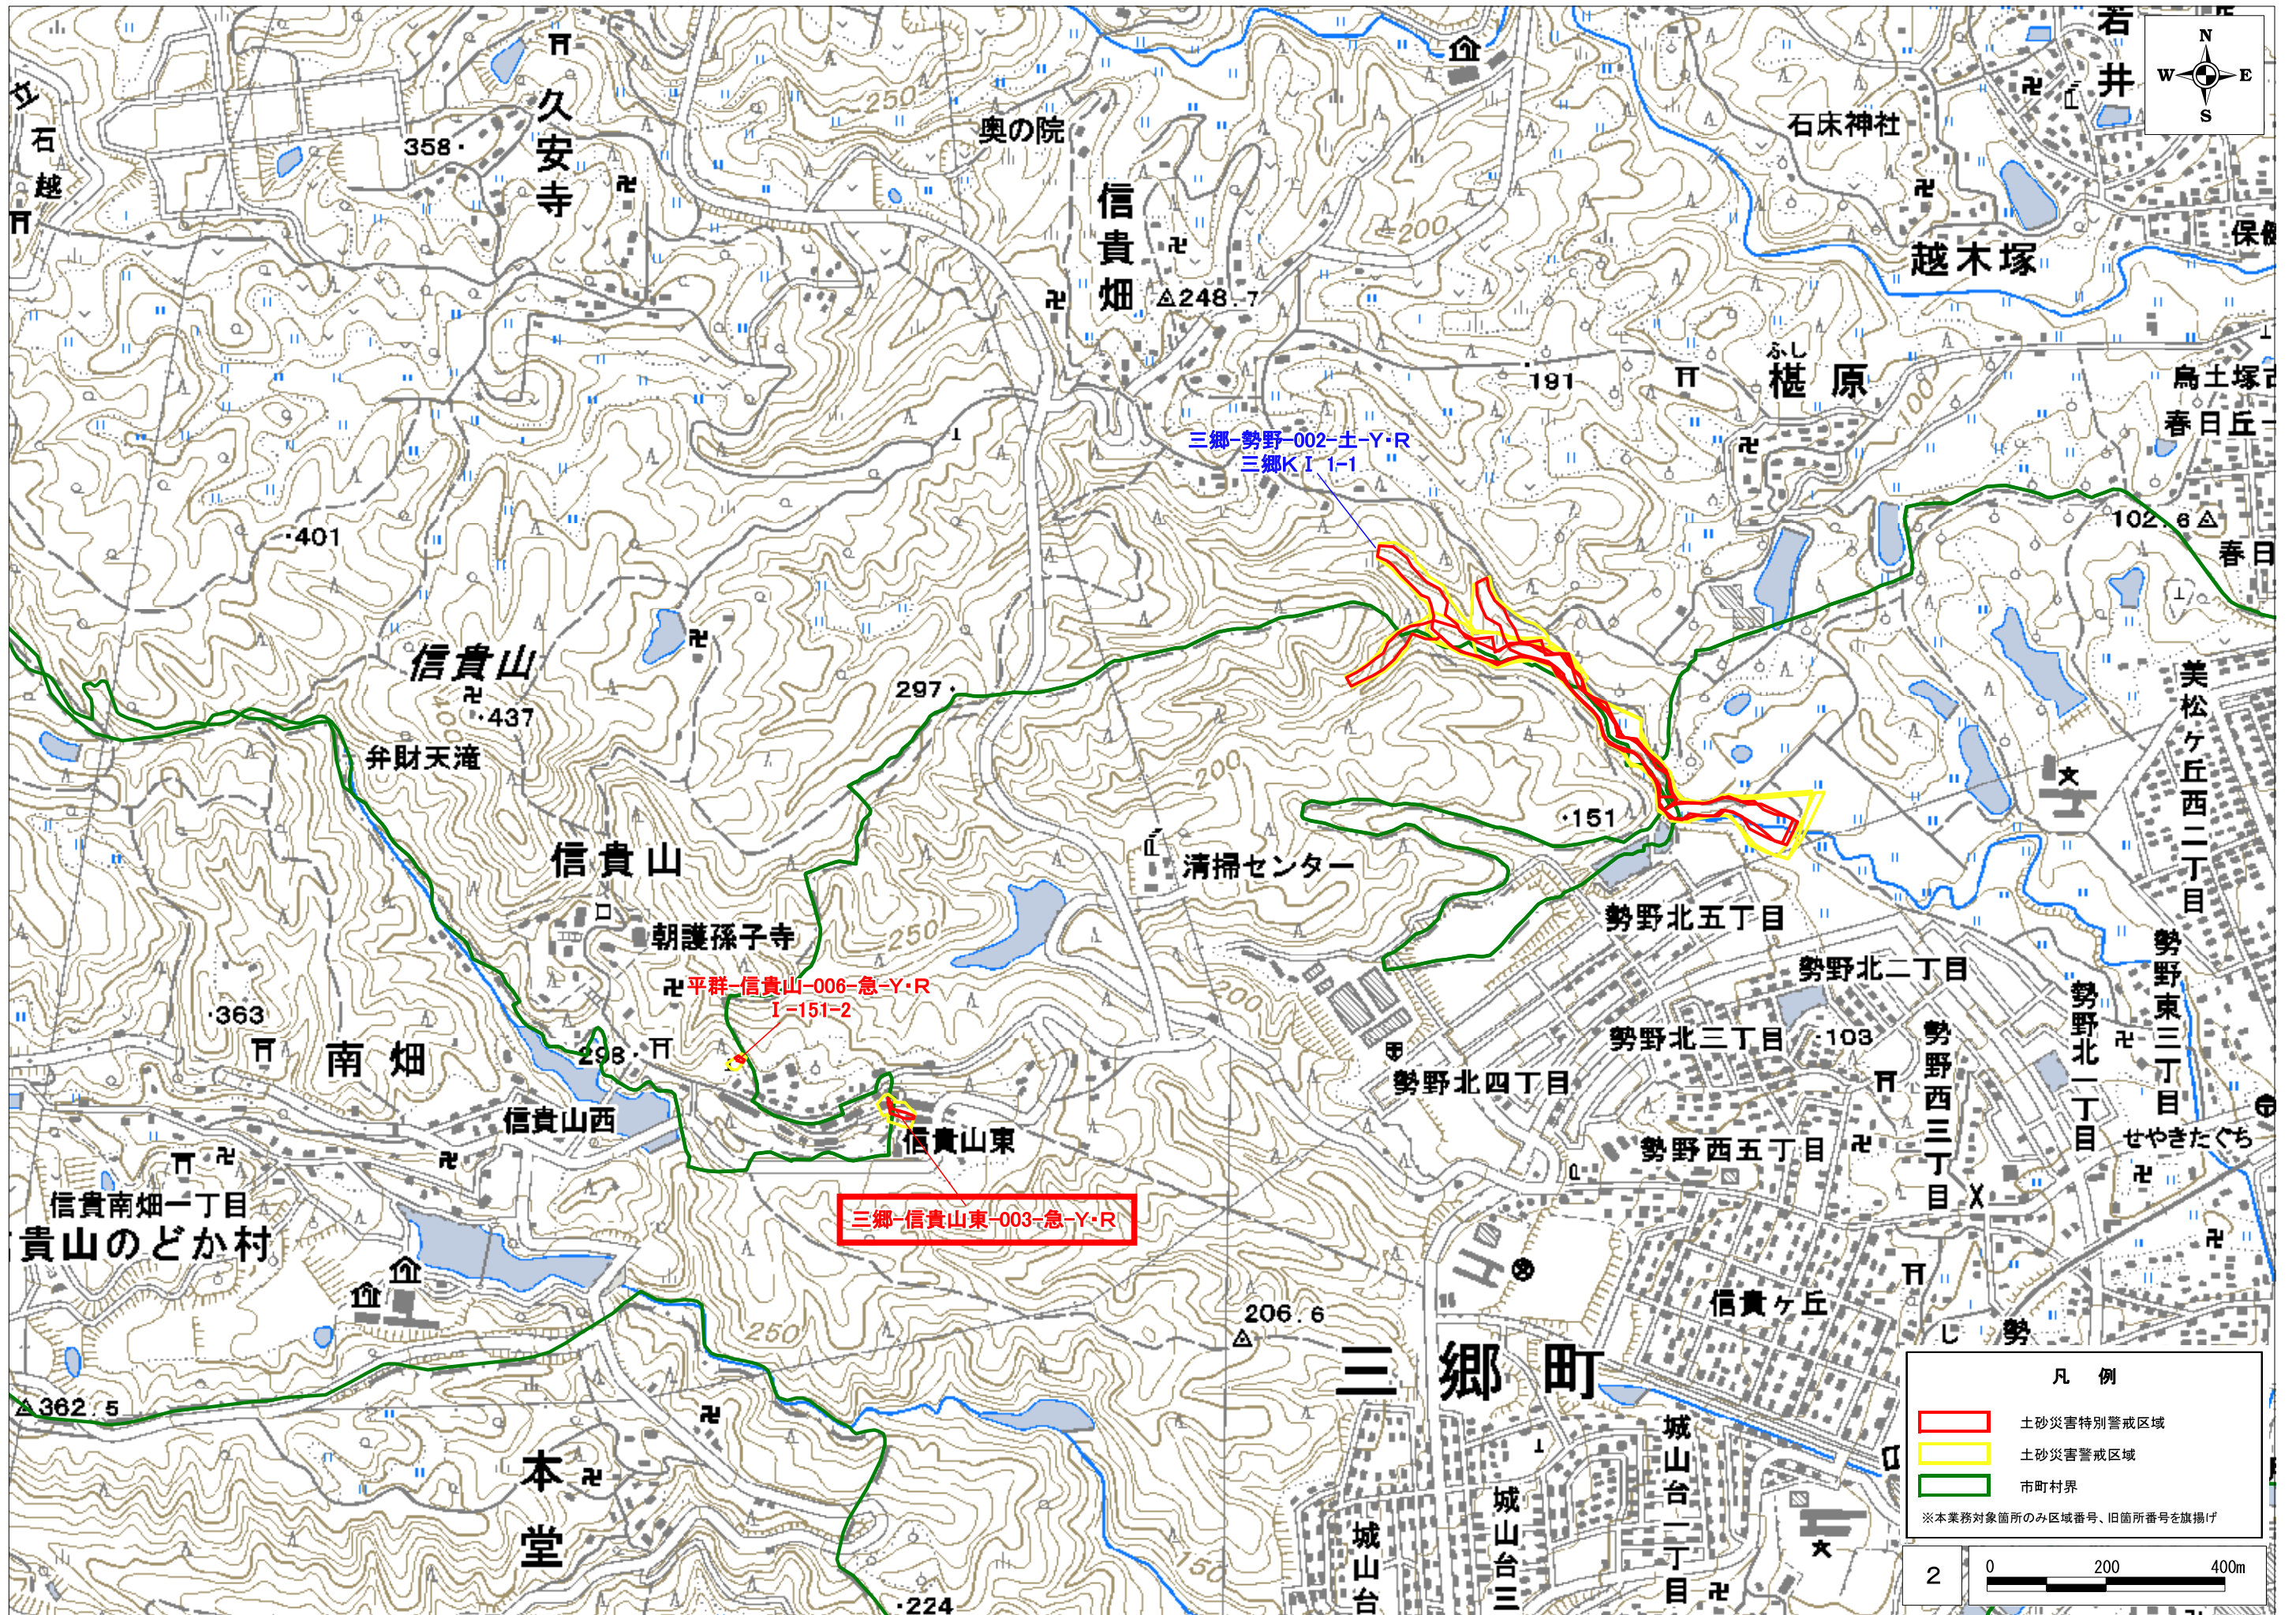 N
W E
S
若井
石床神社
久安寺
358
立石越
奥の院
信貴畑
250
200
248.7
越木塚
保健
ふし
椹原
191
100
烏土塚古
春日丘一
102.6
春日
三郷-勢野-002-土-Y・R
三郷KⅠ1-1
401
信貴山
437
400
弁財天滝
297
200
151
美松ヶ丘西二丁目
信貴山
朝護孫子寺
250
清掃センター
200
勢野北五丁目
勢野北二丁目
勢野東三丁目
勢野北一丁目
勢野北三丁目
103
勢野西三丁目
勢野北四丁目
勢野西五丁目
せやきたぐち
平群-信貴山-006-急-Y・R
Ⅰ-151-2
363
南畑
298
信貴山西
信貴山東
三郷-信貴山東-003-急-Y・R
信貴南畑一丁目
貴山のどか村
206.6
250
信貴ヶ丘
三郷町
し
勢
362.5
本堂
150
224
城山台
城山台三
城山台一丁目
凡 例
土砂災害特別警戒区域
土砂災害警戒区域
市町村界
※本業務対象箇所のみ区域番号、旧箇所番号を旗揚げ
2
0 200 400m